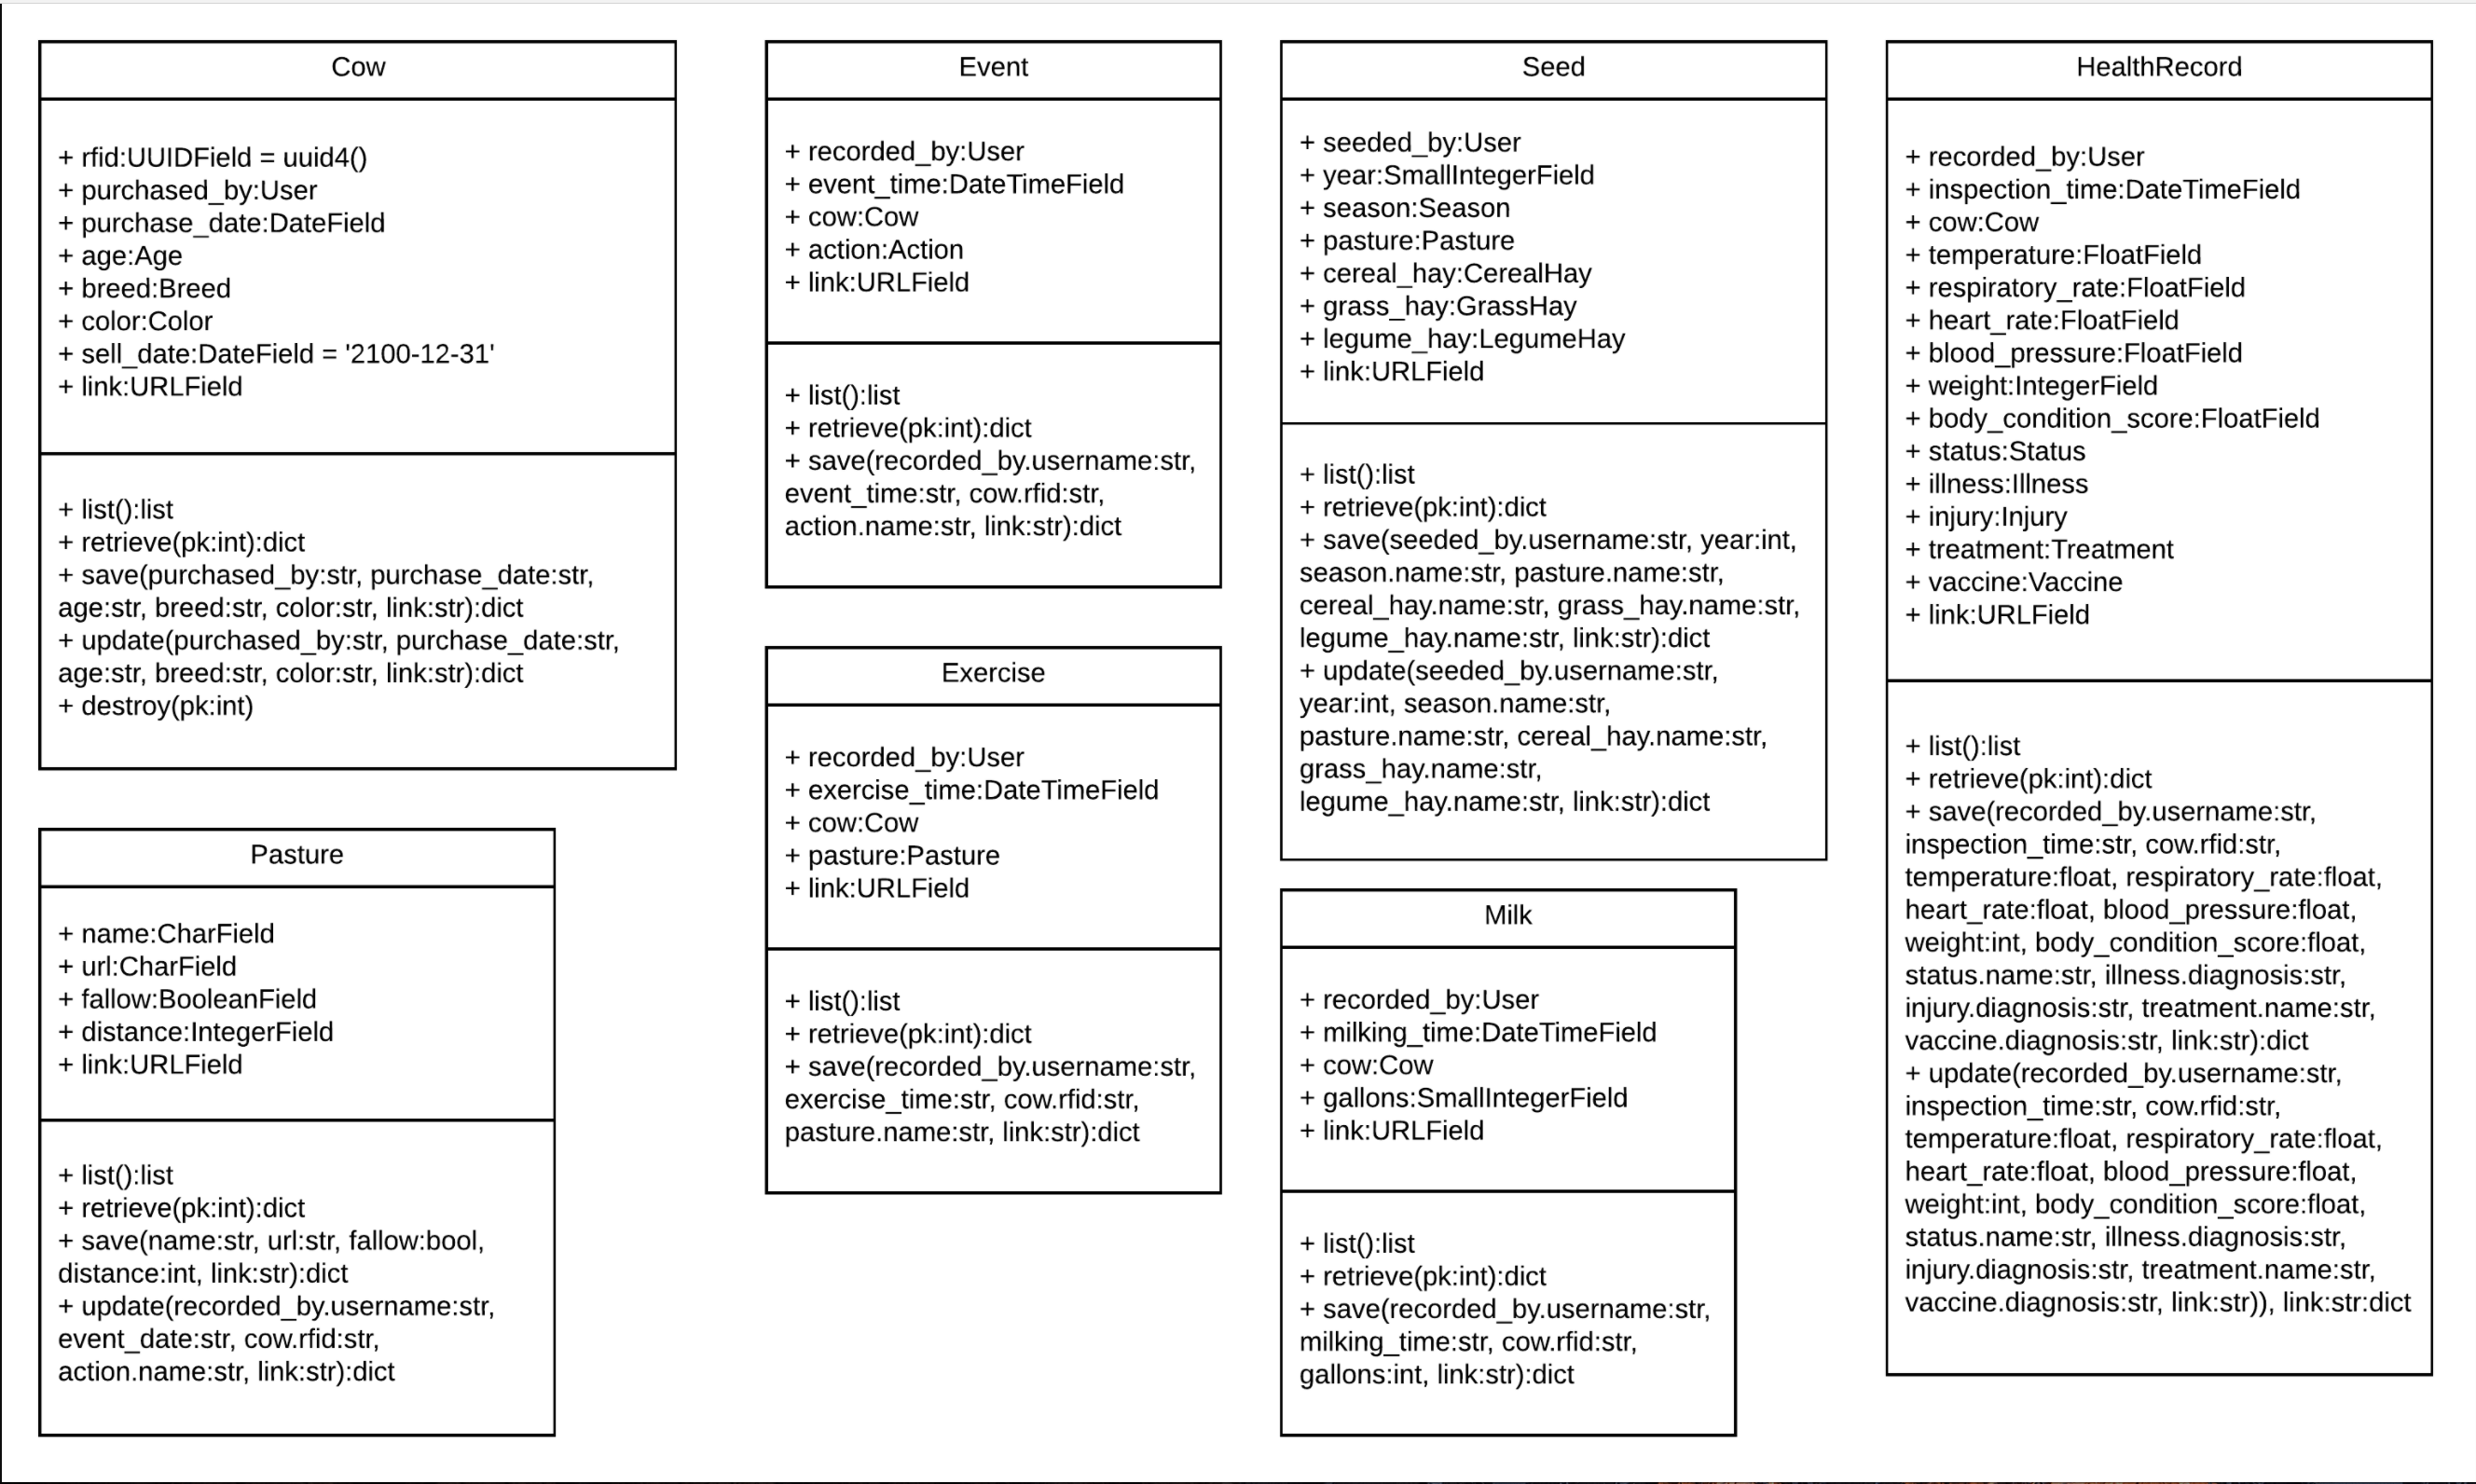 Cow
+ rfid:UUIDField = uuid4()
+ purchased_by:User
+ purchase_date:DateField
+ age:Age
+ breed:Breed
+ color:Color
+ sell_date:DateField = '2100-12-31'
+ link:URLField
+ list():list
+ retrieve(pk:int):dict
+ save(purchased_by:str, purchase_date:str,
age:str, breed:str, color:str, link:str):dict
+ update(purchased_by:str, purchase_date:str,
age:str, breed:str, color:str, link:str):dict
+ destroy(pk:int)
Pasture
+ name:CharField
+ url:CharField
+ fallow:BooleanField
+ distance:IntegerField
+ link:URLField
+ list():list
+ retrieve(pk:int):dict
+ save(name:str, url:str, fallow:bool,
distance:int, link:str):dict
+ update(recorded_by.username:str,
event_date:str, cow.rfid:str,
action.name:str, link:str):dict
Event
+ recorded_by:User
+ event_time:DateTimeField
+ cow:Cow
+ action:Action
+ link:URLField
+ list():list
+ retrieve(pk:int):dict
+ save(recorded_by.username:str,
event_time:str, cow.rfid:str,
action.name:str, link:str):dict
Exercise
+ recorded_by:User
+ exercise_time:DateTimeField
+ cow:Cow
+ pasture:Pasture
+ link:URLField
+ list():list
+ retrieve(pk:int):dict
+ save(recorded_by.username:str,
exercise_time:str, cow.rfid:str,
pasture.name:str, link:str):dict
Seed
+ seeded_by:User
+ year:SmallIntegerField
+ season:Season
+ pasture:Pasture
+ cereal_hay:CerealHay
+ grass_hay:GrassHay
+ legume_hay:LegumeHay
+ link:URLField
+ list():list
+ retrieve(pk:int):dict
+ save(seeded_by.username:str, year:int,
season.name:str, pasture.name:str,
cereal_hay.name:str, grass_hay.name:str,
legume_hay.name:str, link:str):dict
+ update(seeded_by.username:str,
year:int, season.name:str,
pasture.name:str, cereal_hay.name:str,
grass_hay.name:str,
legume_hay.name:str, link:str):dict
Milk
+ recorded_by:User
+ milking_time:DateTimeField
+ cow:Cow
+ gallons:SmallIntegerField
+ link:URLField
+ list():list
+ retrieve(pk:int):dict
+ save(recorded_by.username:str,
milking_time:str, cow.rfid:str,
gallons:int, link:str):dict
HealthRecord
+ recorded_by:User
+ inspection_time:DateTimeField
+ cow:Cow
+ temperature:FloatField
+ respiratory_rate:FloatField
+ heart_rate:FloatField
+ blood_pressure:FloatField
+ weight:IntegerField
+ body_condition_score:FloatField
+ status:Status
+ illness:Illness
+ injury:Injury
+ treatment:Treatment
+ vaccine:Vaccine
+ link:URLField
+ list():list
+ retrieve(pk:int):dict
+ save(recorded_by.username:str,
inspection_time:str, cow.rfid:str,
temperature:float, respiratory_rate:float,
heart_rate:float, blood_pressure:float,
weight:int, body_condition_score:float,
status.name:str, illness.diagnosis:str,
injury.diagnosis:str, treatment.name:str,
vaccine.diagnosis:str, link:str):dict
+ update(recorded_by.username:str,
inspection_time:str, cow.rfid:str,
temperature:float, respiratory_rate:float,
heart_rate:float, blood_pressure:float,
weight:int, body_condition_score:float,
status.name:str, illness.diagnosis:str,
injury.diagnosis:str, treatment.name:str,
vaccine.diagnosis:str, link:str)), link:str:dict